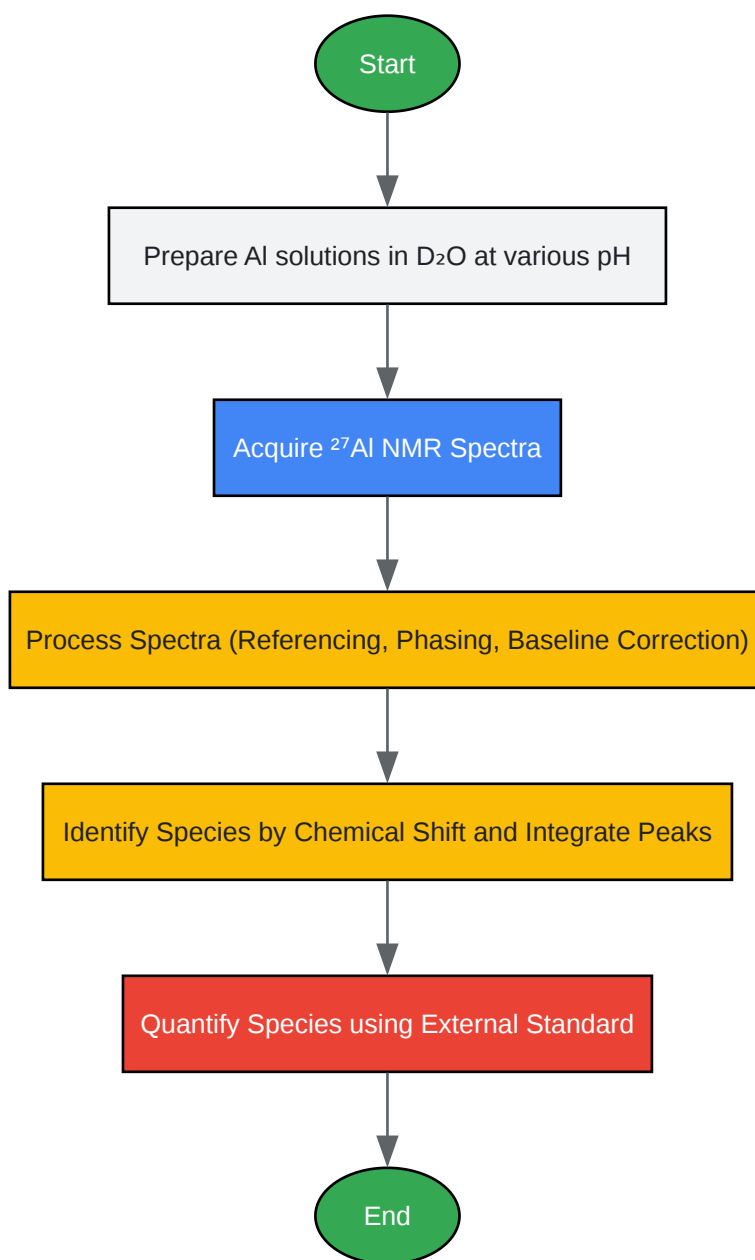 Start
Prepare Al solutions in D₂O at various pH
Acquire ²⁷Al NMR Spectra
Process Spectra (Referencing, Phasing, Baseline Correction)
Identify Species by Chemical Shift and Integrate Peaks
Quantify Species using External Standard
End